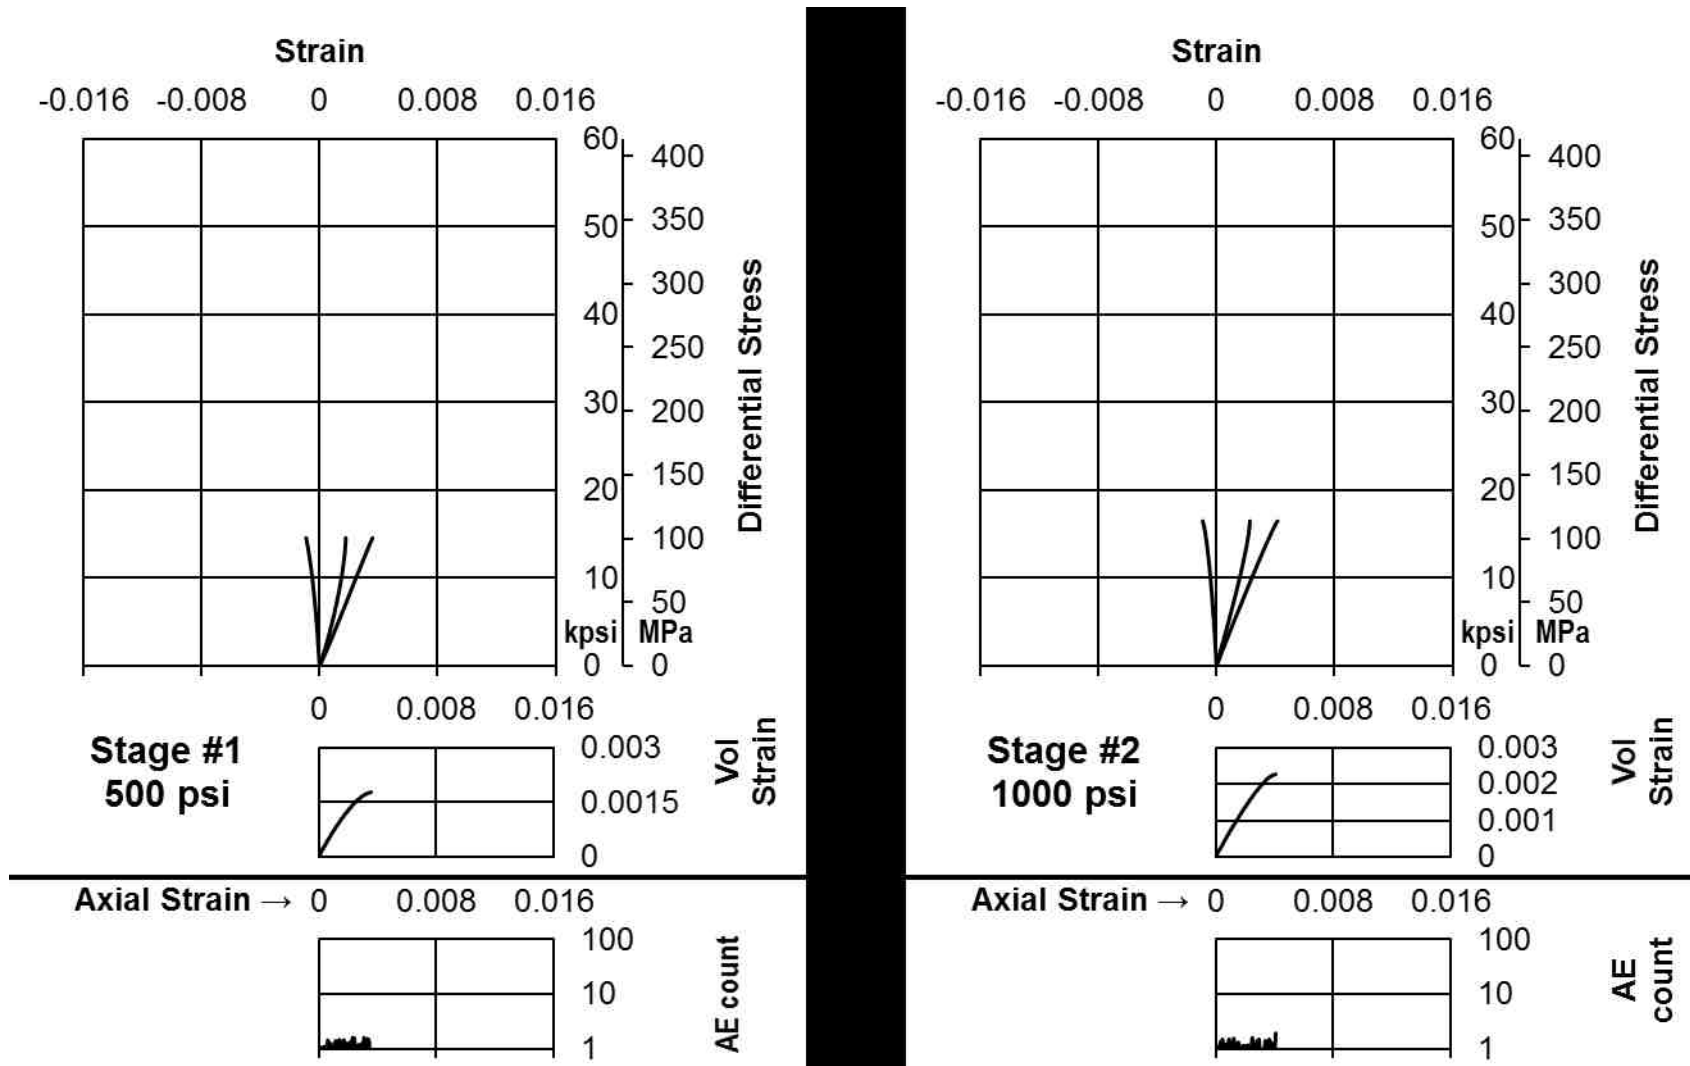 Strain
-0.016 -0.008 0 0.008 0.016
60
400
350
50
300
40
250
30
200
150
20
100
10
50
kpsi MPa
0 0
Differential Stress
0 0.008 0.016
Stage #1
500 psi
0.003
0.0015
0
Vol
Strain
Axial Strain → 0 0.008 0.016
100
10
1
AE count
Strain
-0.016 -0.008 0 0.008 0.016
60
400
350
50
300
40
250
30
200
150
20
100
10
50
kpsi MPa
0 0
Differential Stress
0 0.008 0.016
Stage #2
1000 psi
0.003
0.002
0.001
0
Vol
Strain
Axial Strain → 0 0.008 0.016
100
10
1
AE
count